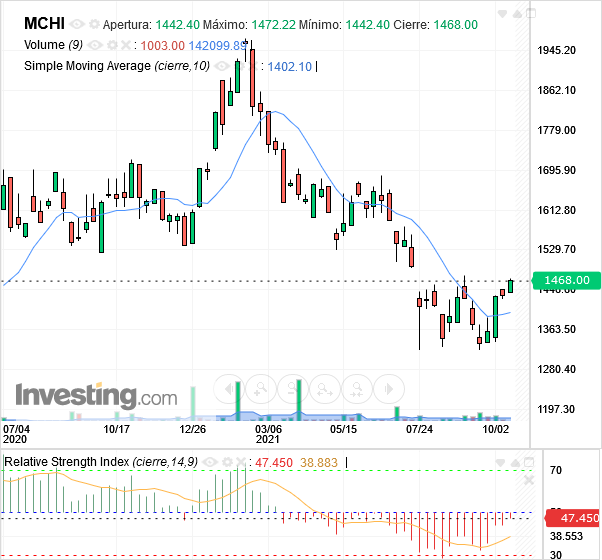 MCHI Apertura: 1442.40 Máximo: 1472.22 Mínimo: 1442.40 Cierre: 1468.00
Volume (9) : 1003.00 142099.89
Simple Moving Average (cierre,10) : 1402.10
1945.20
1862.10
1779.00
1695.90
1612.80
1529.70
1468.00
1363.50
1280.40
1197.30
Investing.com
07/04 10/17 12/26 03/06 05/15 07/24 10/02
2020 2021
Relative Strength Index (cierre,14,9) : 47.450 38.883
70
47.450
38.553
30